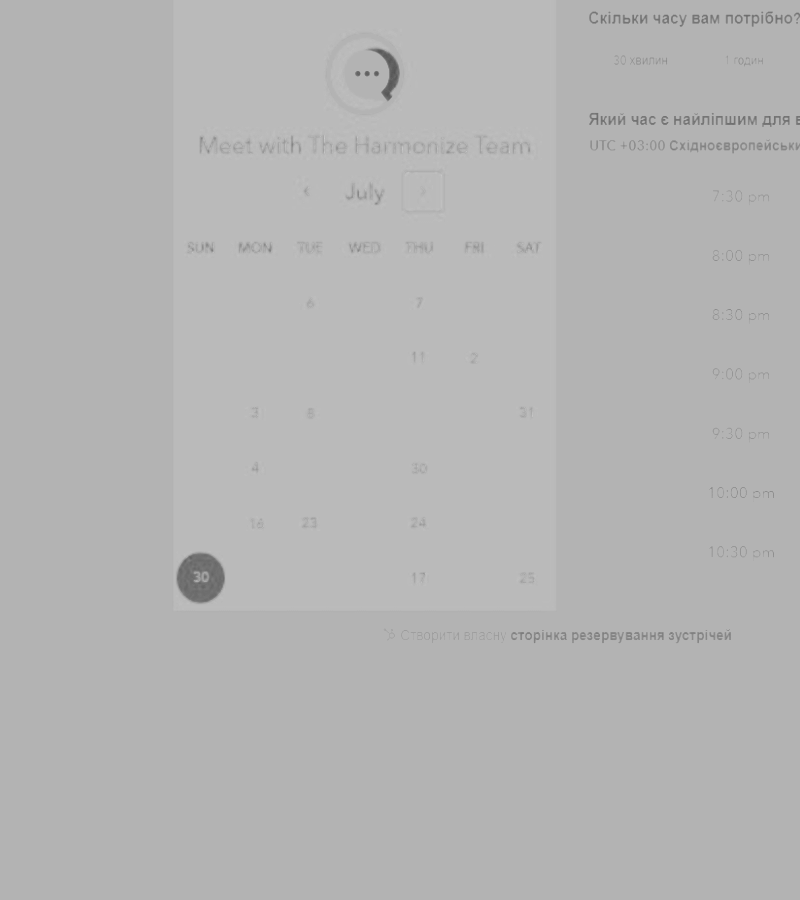 Meet with The Harmonize Team
July
SUN MON TUE WED THU FRI SAT
6 7
11 2
3 8 31
4 30
16 23 24
30 17 25
Скільки часу вам потрібно?
30 хвилин 1 годин
Який час є найліпшим для
UTC +03:00
7:30 pm
8:00 pm
8:30 pm
9:00 pm
9:30 pm
10:00 pm
10:30 pm
Створити власну сторінка резервування зустрічей